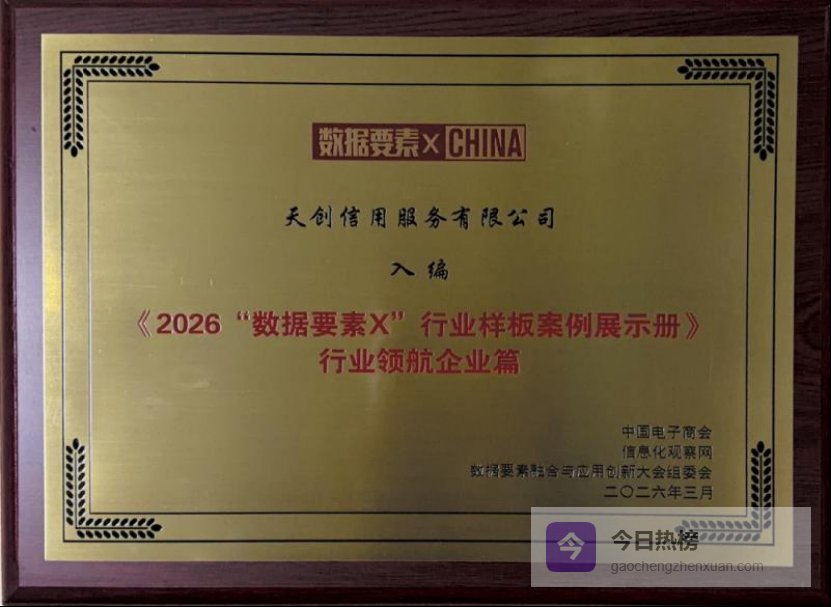 数据要素X CHINA
天创信用服务有限公司
入编
《2026“数据要素X”行业样板案例展示册》
行业领航企业篇
中国电子商会
信息化观察网
数据要素融合与应用创新大会组委会
二〇二六年三月
今 今日热榜
gaochengzhenxuan.com